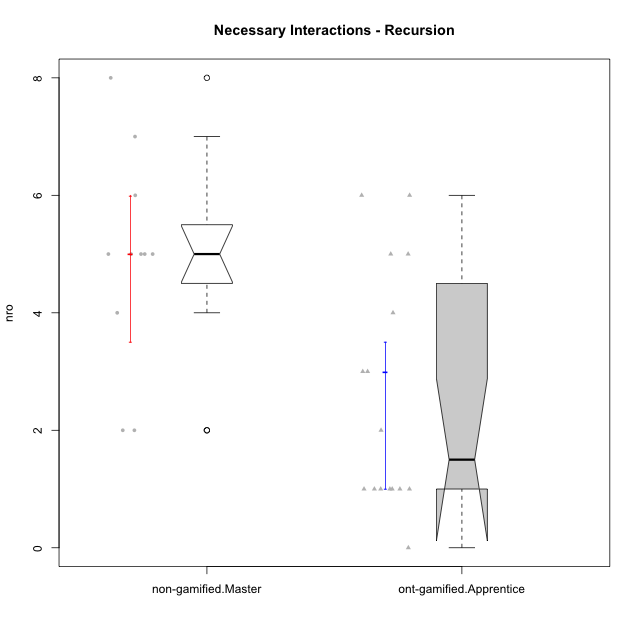 Necessary Interactions - Recursion
8
6
4
2
0
nro
non-gamified.Master
ont-gamified.Apprentice